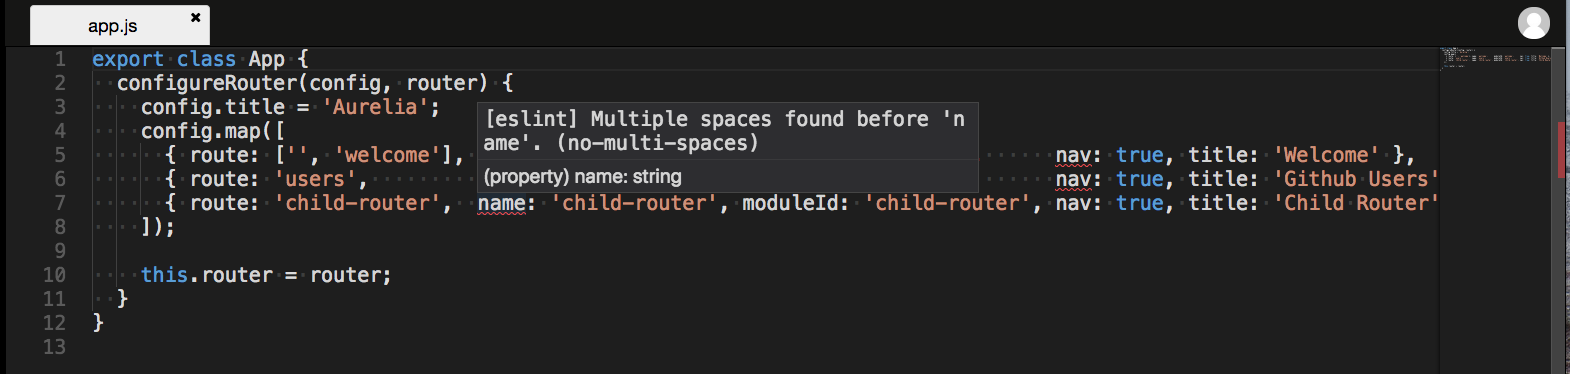 app.js ×
1 export class App {
2 configureRouter(config, router) {
3 config.title = 'Aurelia';
[eslint] Multiple spaces found before 'n
ame'. (no-multi-spaces)
(property) name: string
4 config.map([
5 { route: ['', 'welcome'], nav: true, title: 'Welcome' },
6 { route: 'users', nav: true, title: 'Github Users'
7 { route: 'child-router', name: 'child-router', moduleId: 'child-router', nav: true, title: 'Child Router'
8 ]);
9
10 this.router = router;
11 }
12 }
13